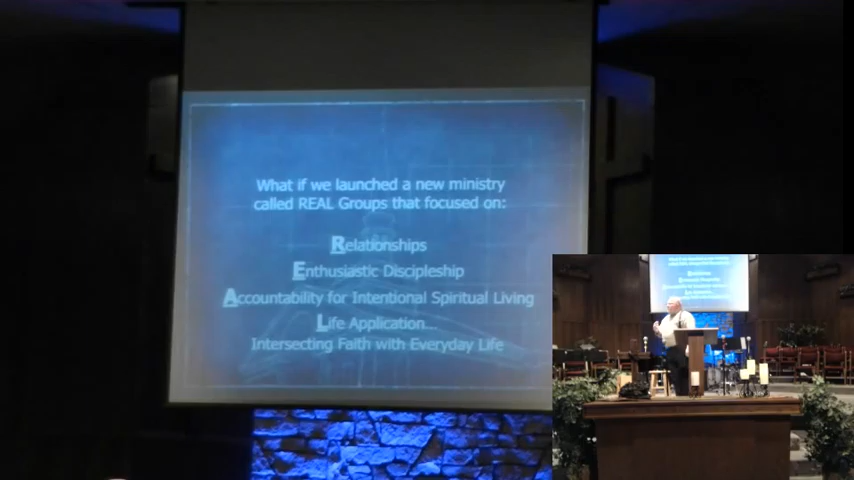 What if we launched a new ministry
called REAL Groups that focused on:
Relationships
Enthusiastic Discipleship
Accountability for Intentional Spiritual Living
Life Application...
Intersecting Faith with Everyday Life